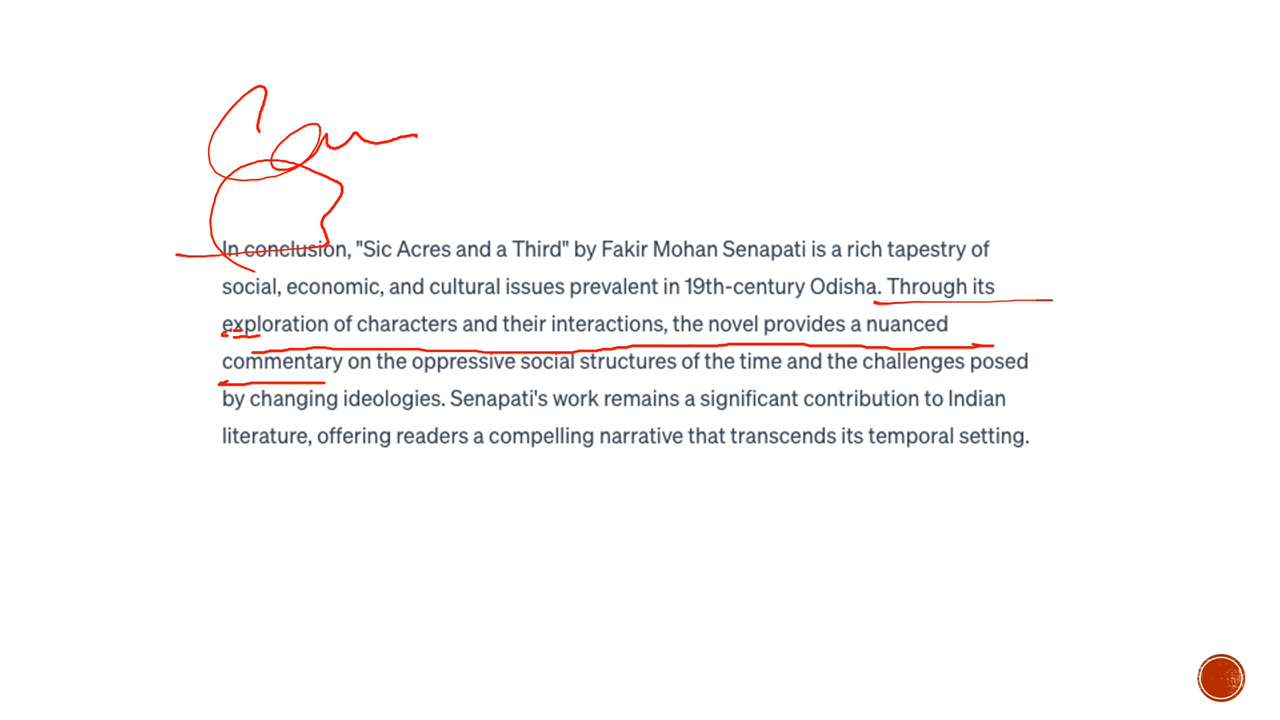 In conclusion, "Sic Acres and a Third" by Fakir Mohan Senapati is a rich tapestry of
social, economic, and cultural issues prevalent in 19th-century Odisha. Through its
exploration of characters and their interactions, the novel provides a nuanced
commentary on the oppressive social structures of the time and the challenges posed
by changing ideologies. Senapati's work remains a significant contribution to Indian
literature, offering readers a compelling narrative that transcends its temporal setting.